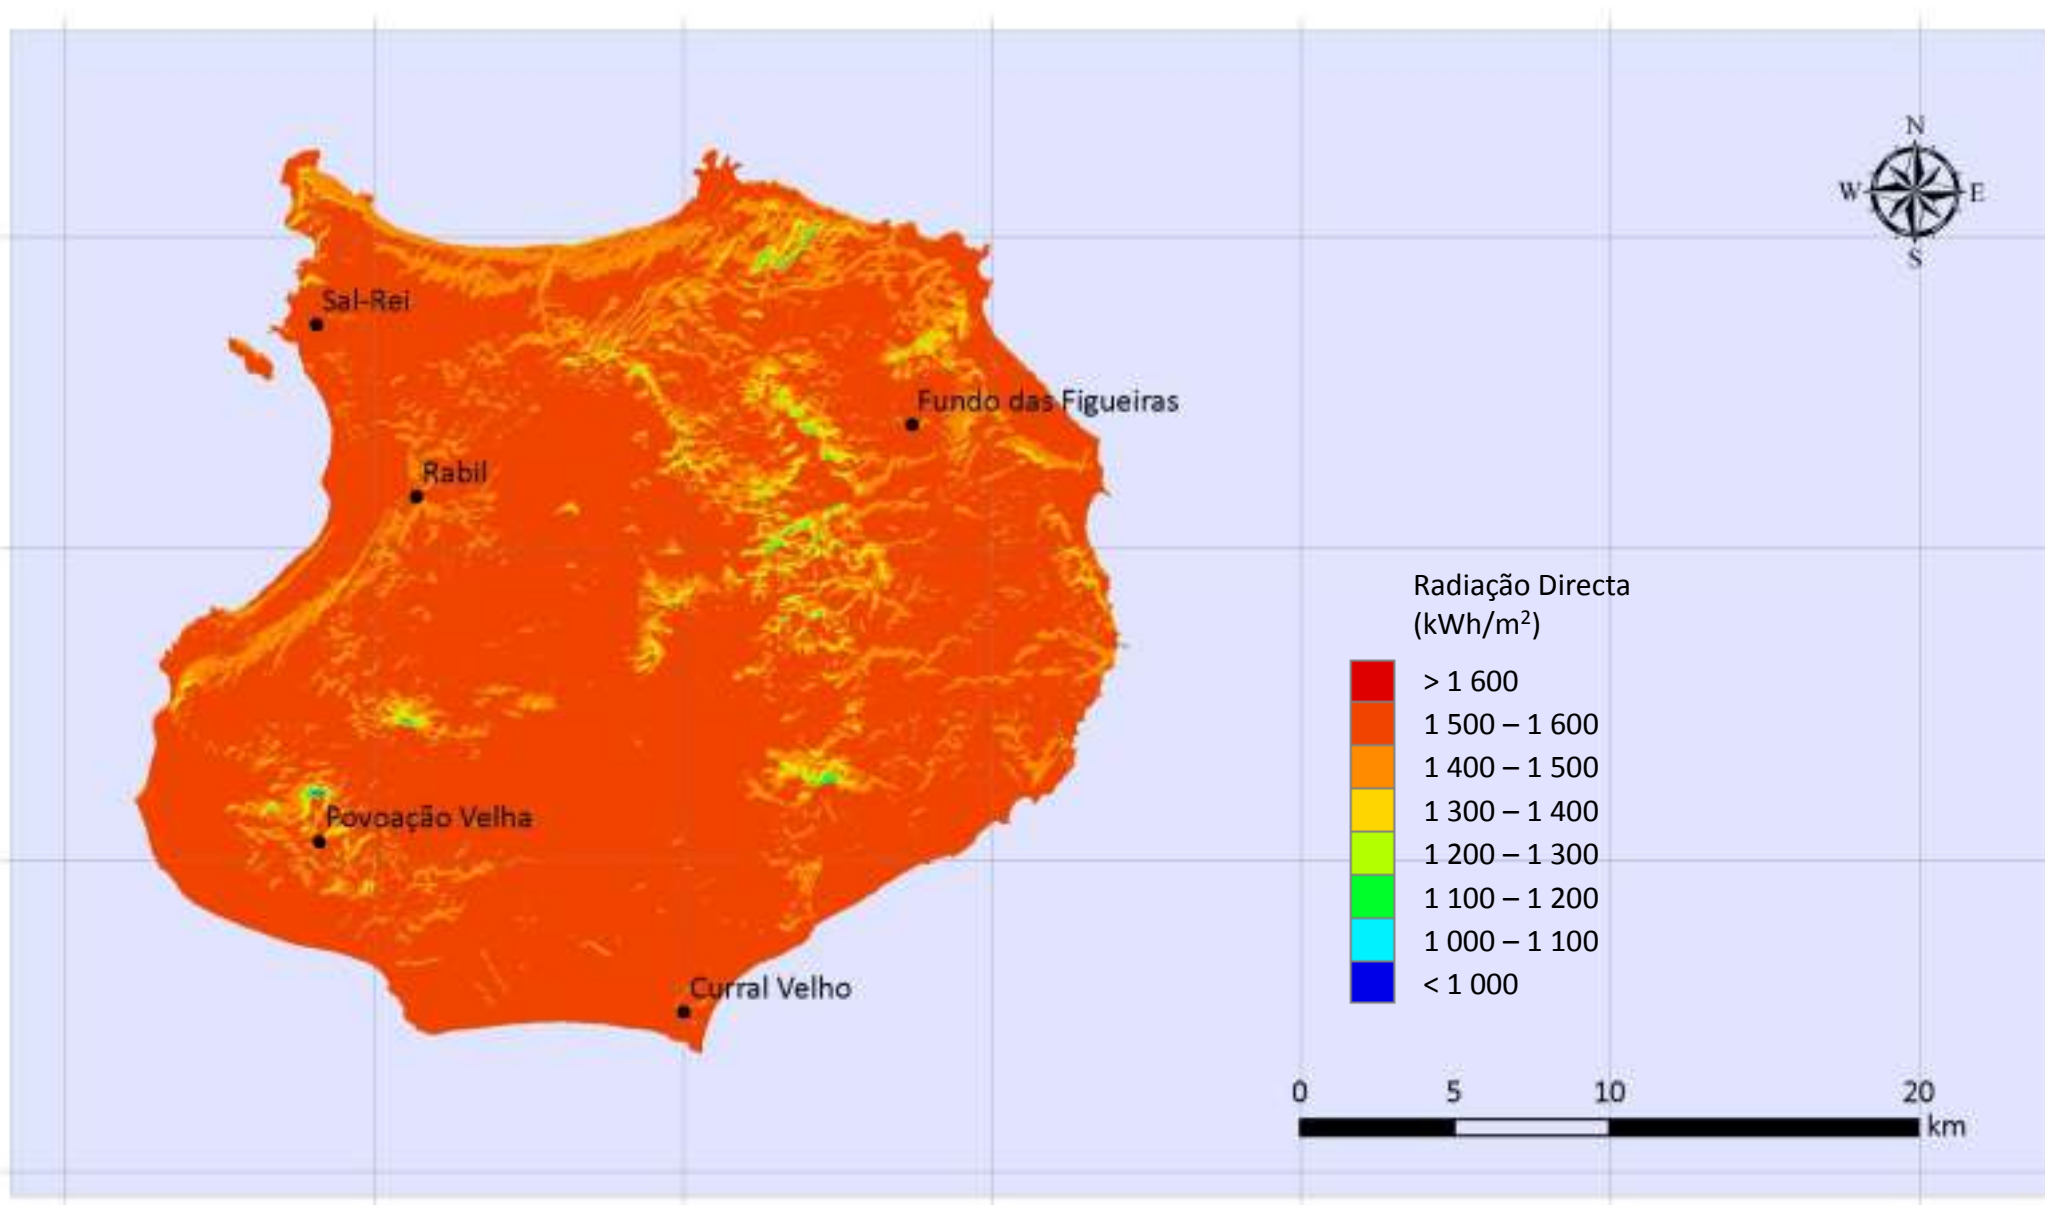 N
W
E
S
Sal-Rei
Fundo das Figueiras
Rabil
Radiação Directa
(kWh/m²)
> 1 600
1 500 – 1 600
1 400 – 1 500
1 300 – 1 400
1 200 – 1 300
1 100 – 1 200
1 000 – 1 100
< 1 000
Povoação Velha
Curral Velho
0 5 10 20
km